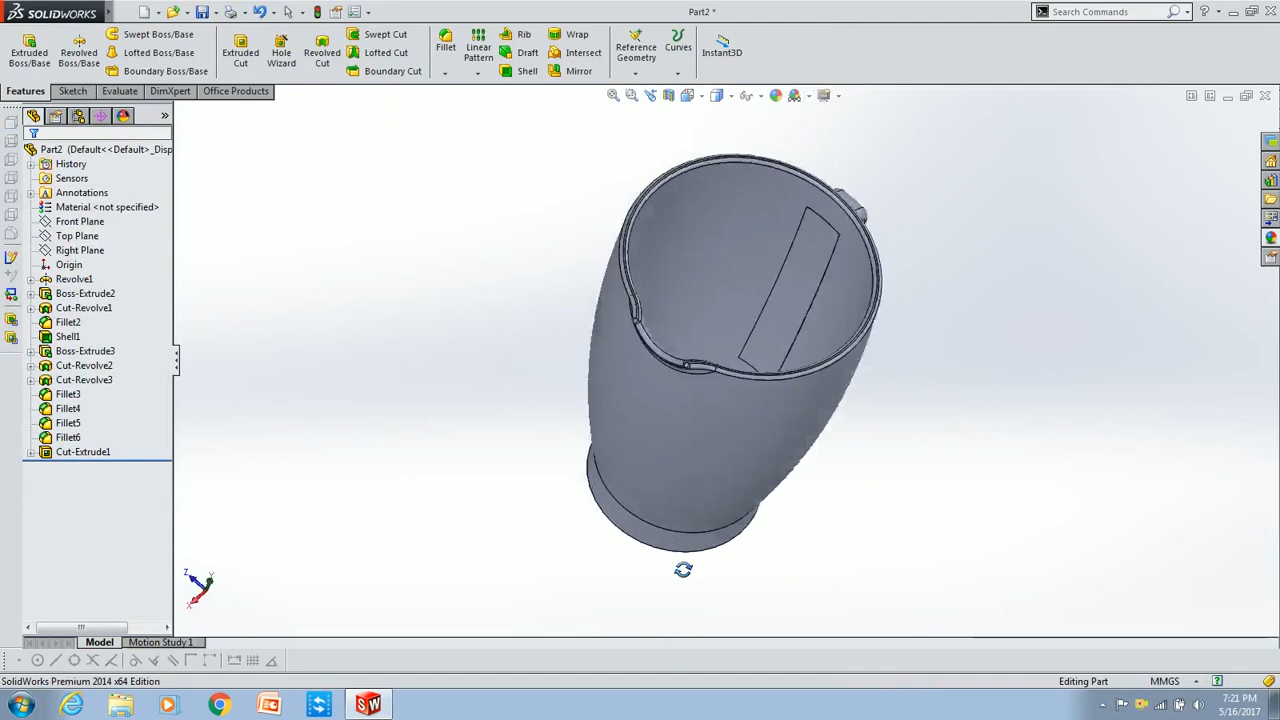 SOLIDWORKS
Part2 *
Search Commands
Extruded Boss/Base
Revolved Boss/Base
Swept Boss/Base
Lofted Boss/Base
Boundary Boss/Base
Extruded Cut
Hole Wizard
Revolved Cut
Swept Cut
Lofted Cut
Boundary Cut
Fillet
Linear Pattern
Rib
Draft
Shell
Wrap
Intersect
Mirror
Reference Geometry
Curves
Instant3D
Features
Sketch
Evaluate
DimXpert
Office Products
Part2 (Default<<Default>_Disp
History
Sensors
Annotations
Material <not specified>
Front Plane
Top Plane
Right Plane
Origin
Revolve1
Boss-Extrude2
Cut-Revolve1
Fillet2
Shell1
Boss-Extrude3
Cut-Revolve2
Cut-Revolve3
Fillet3
Fillet4
Fillet5
Fillet6
Cut-Extrude1
Z
Y
X
Model
Motion Study 1
SolidWorks Premium 2014 x64 Edition
Editing Part
MMGS
7:21 PM
5/16/2017